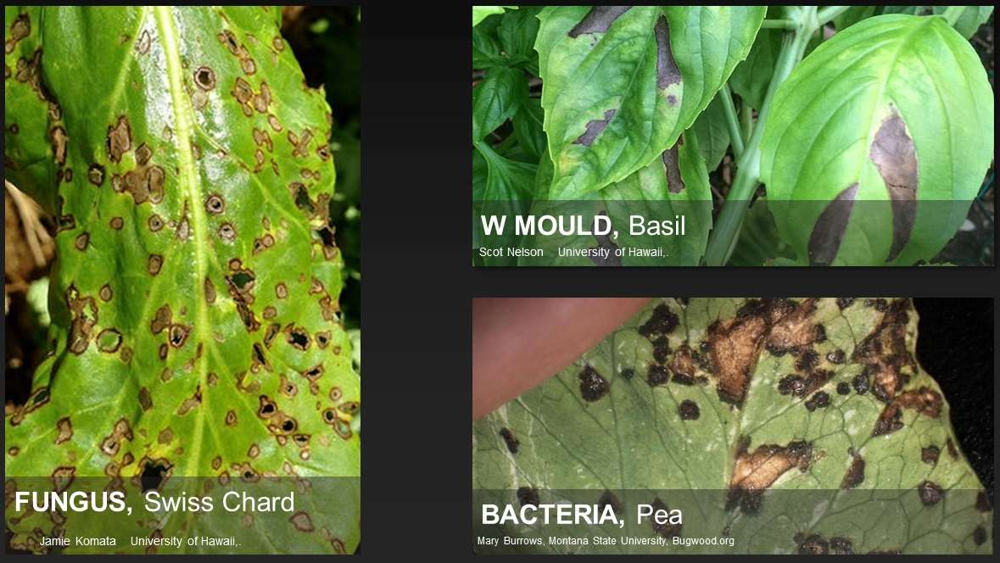 FUNGUS, Swiss Chard
Jamie Komata University of Hawaii,.
W MOULD, Basil
Scot Nelson University of Hawaii,.
BACTERIA, Pea
Mary Burrows, Montana State University, Bugwood.org